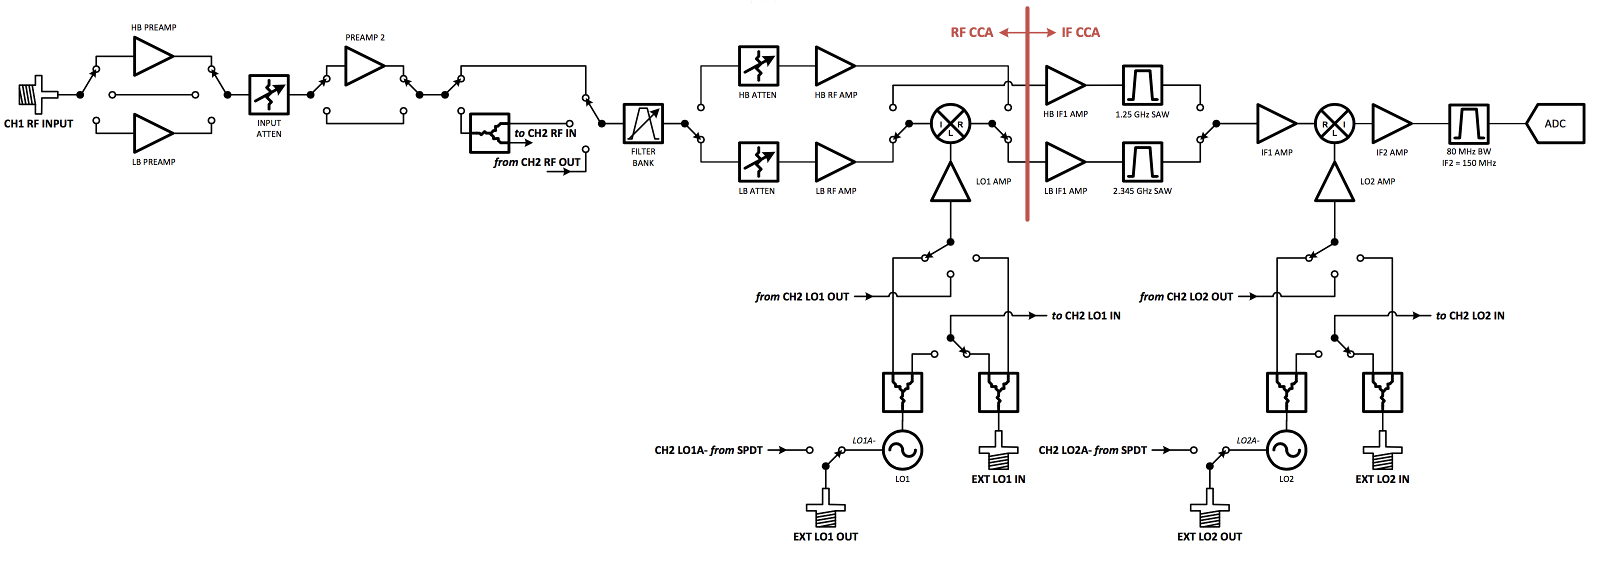 RF CCA
IF CCA
HB PREAMP
PREAMP 2
CH1 RF INPUT
INPUT
ATTEN
LB PREAMP
to CH2 RF IN
from CH2 RF OUT
FILTER
BANK
HB ATTEN
HB RF AMP
LB ATTEN
LB RF AMP
I
R
L
LO1 AMP
HB IF1 AMP
1.25 GHz SAW
LB IF1 AMP
2.345 GHz SAW
IF1 AMP
R
I
L
LO2 AMP
IF2 AMP
80 MHz BW
IF2 = 150 MHz
ADC
from CH2 LO1 OUT
to CH2 LO1 IN
from CH2 LO2 OUT
to CH2 LO2 IN
CH2 LO1A- from SPDT
LO1A-
LO1
EXT LO1 IN
EXT LO1 OUT
CH2 LO2A- from SPDT
LO2A-
LO2
EXT LO2 IN
EXT LO2 OUT